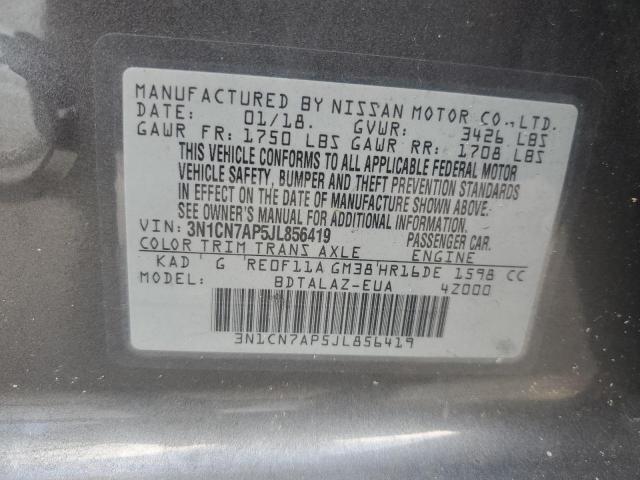 MANUFACTURED BY NISSAN MOTOR CO.,LTD.
DATE: 01/18. GVWR: 3426 LBS
GAWR FR: 1750 LBS GAWR RR: 1708 LBS
THIS VEHICLE CONFORMS TO ALL APPLICABLE FEDERAL MOTOR
VEHICLE SAFETY, BUMPER AND THEFT PREVENTION STANDARDS
IN EFFECT ON THE DATE OF MANUFACTURE SHOWN ABOVE.
SEE OWNER'S MANUAL FOR ADDITIONAL INFORMATION.
VIN: 3N1CN7AP5JL856419 PASSENGER CAR.
COLOR TRIM TRANS AXLE ENGINE
KAD G RE0F11A GM38 HR16DE 1598 CC
MODEL: BDTALAZ-EUA 4Z000
3N1CN7AP5JL856419